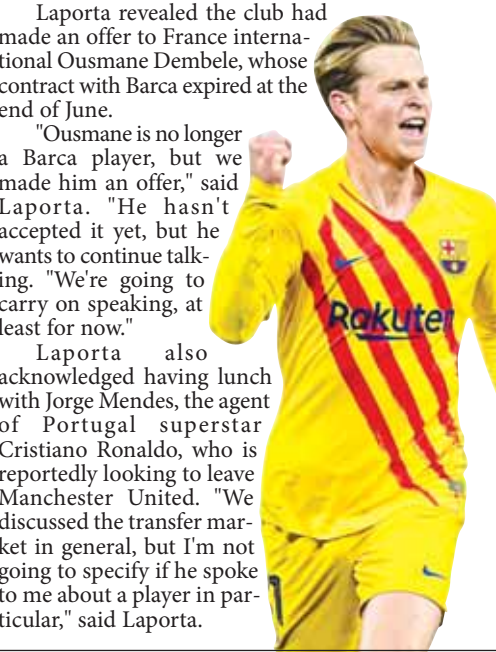 Laporta revealed the club had
made an offer to France interna-
tional Ousmane Dembele, whose
contract with Barca expired at the
end of June.
"Ousmane is no longer
a Barca player, but we
made him an offer," said
Laporta. "He hasn't
accepted it yet, but he
wants to continue talk-
ing. "We're going to
carry on speaking, at
least for now."
Laporta also
acknowledged having lunch
with Jorge Mendes, the agent
of Portugal superstar
Cristiano Ronaldo, who is
reportedly looking to leave
Manchester United. "We
discussed the transfer mar-
ket in general, but I'm not
going to specify if he spoke
to me about a player in par-
ticular," said Laporta.
Rakuten